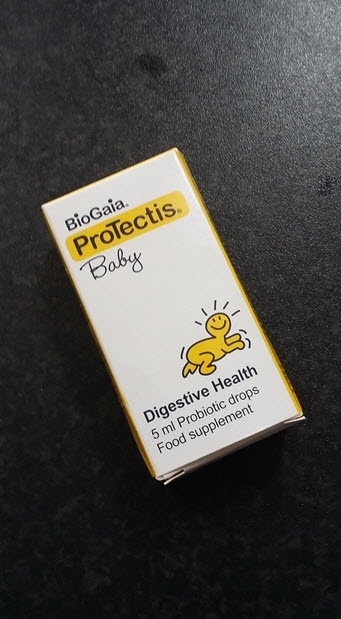 BioGaia®
ProTectis®
Baby
Digestive Health
5 ml Probiotic drops
Food supplement